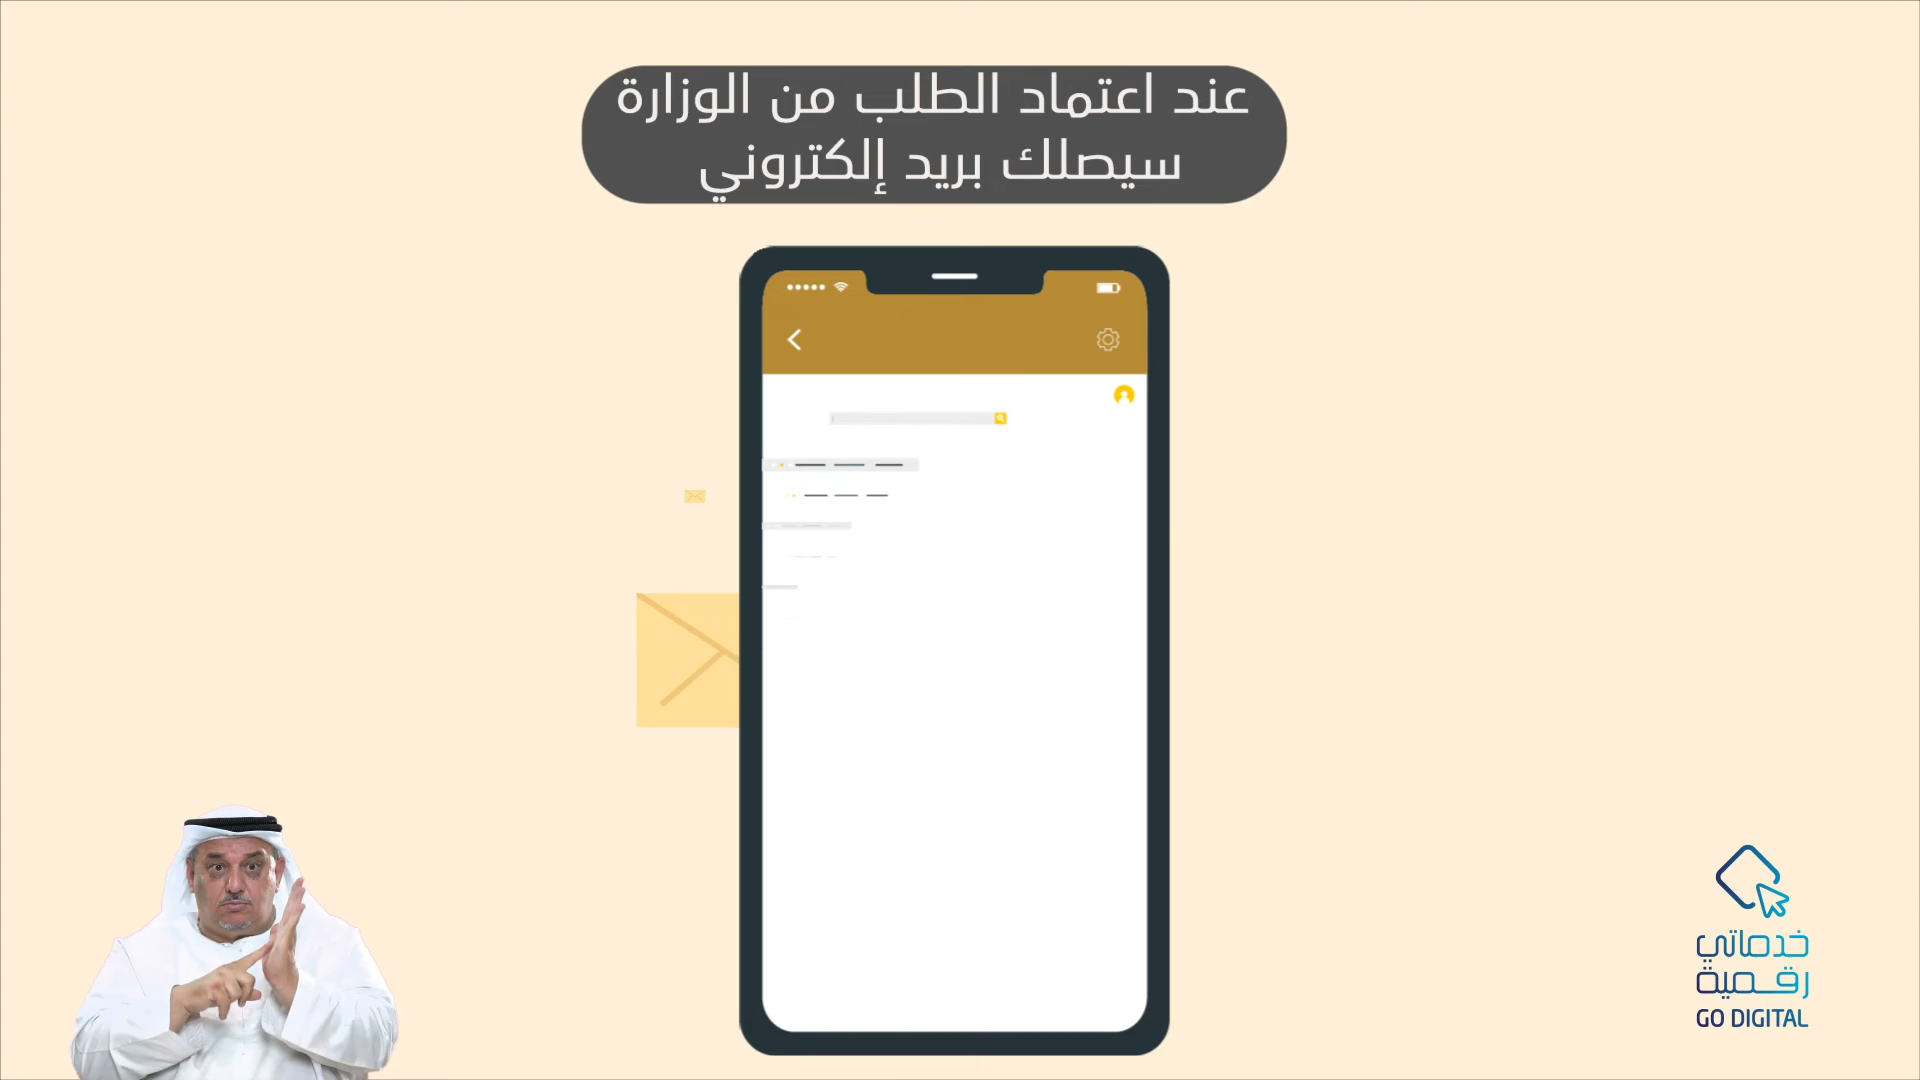 عند اعتماد الطلب من الوزارة
سيصلك بريد إلكتروني
خدماتي
رقمية
GO DIGITAL